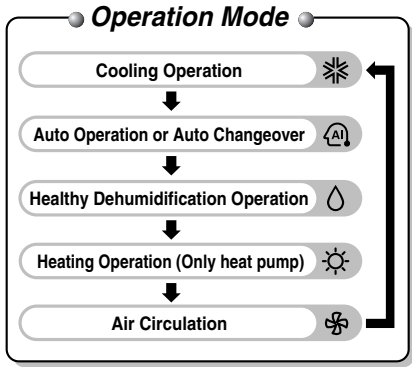 Operation Mode
Cooling Operation
Auto Operation or Auto Changeover
AI
Healthy Dehumidification Operation
Heating Operation (Only heat pump)
Air Circulation